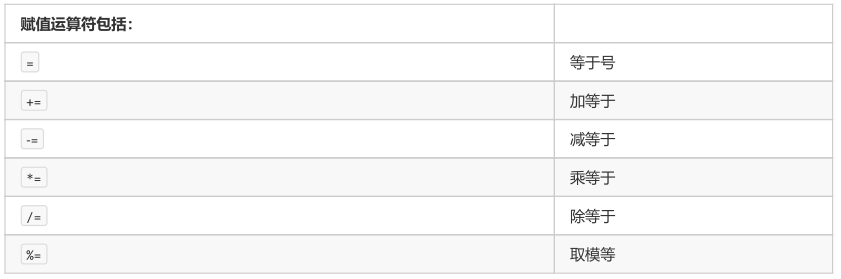 赋值运算符包括：
= 等于号
+= 加等于
-= 减等于
*= 乘等于
/= 除等于
%= 取模等